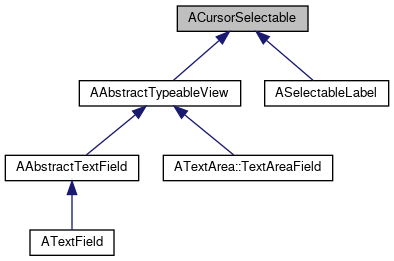 ACursorSelectable
AAbstractTypeableView
ASelectableLabel
AAbstractTextField
ATextArea::TextAreaField
ATextField